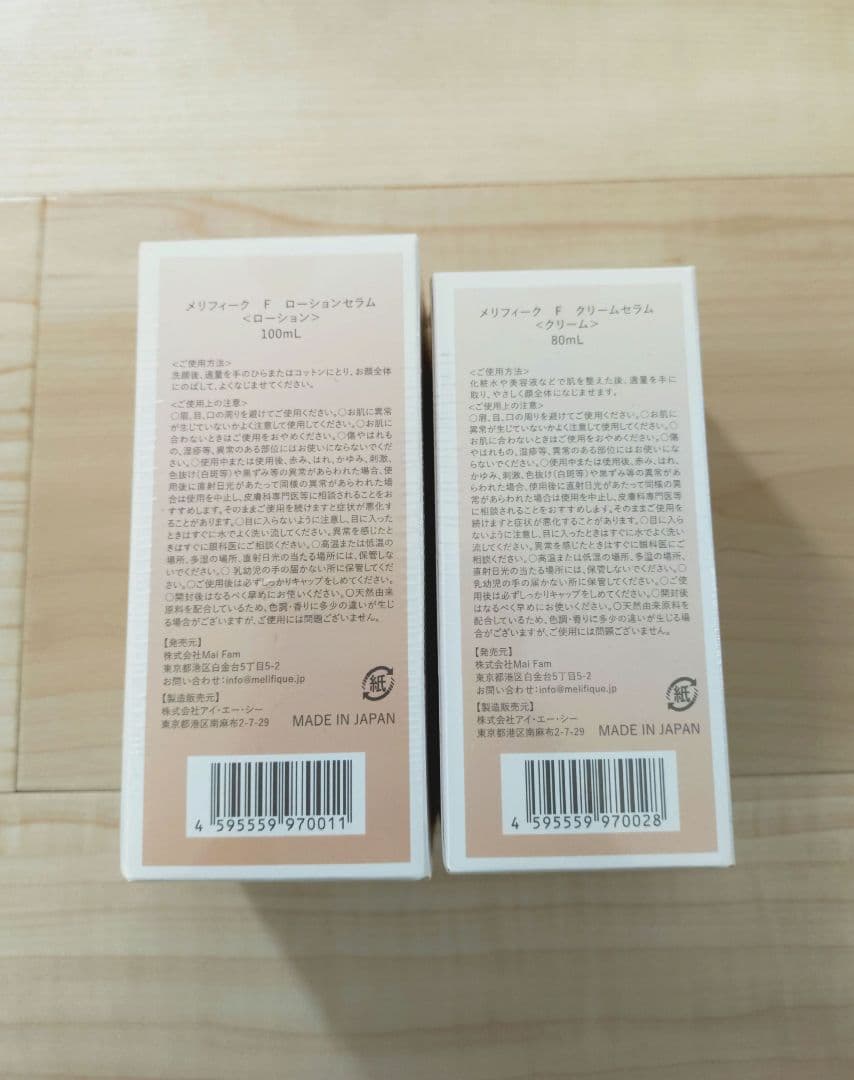 メリフィーク F ローションセラム
<ローション>
100mL
<ご使用方法>
洗顔後、適量を手のひらまたはコットンにとり、お顔全体
にのばして、よくなじませてください。
<ご使用上の注意>
○眉、目、口の周りを避けてご使用ください。○お肌に異常
が生じていないかよく注意して使用してください。○お肌
に合わないときはご使用をおやめください。○傷やはれも
の、湿疹等、異常のある部位にはお使いにならないでくださ
い。○使用中または使用後、赤み、はれ、かゆみ、刺激、
色抜け(白斑等)や黒ずみ等の異常があらわれた場合、使
用後に直射日光があたって同様の異常があらわれた場
合は使用を中止し、皮膚科専門医等に相談されることをお
すすめします。そのままご使用を続けますと症状が悪化す
ることがあります。○目に入らないように注意し、目に入った
ときはすぐに水でよく洗い流してください。異常を感じたと
きはすぐに眼科医にご相談ください。○高温または低温の
場所、多湿の場所、直射日光の当たる場所には、保管しな
いでください。○ 乳幼児の手の届かない所に保管してくだ
さい。○ご使用後は必ずしっかりキャップをしめてください。
○開封後はなるべく早めにお使いください。○天然由来
原料を配合しているため、色調・香りに多少の違いが生じ
る場合がございますが、ご使用には問題ございません。
【発売元】
株式会社Mai Fam
東京都港区白金台5丁目5-2
お問い合わせ:info@melifique.jp
【製造販売元】
株式会社アイ・エー・シー
東京都港区南麻布2-7-29
紙
MADE IN JAPAN
4 595559 970011
メリフィーク F クリームセラム
<クリーム>
80mL
<ご使用方法>
化粧水や美容液などで肌を整えた後、適量を手に
取り、やさしく顔全体になじませます。
<ご使用上の注意>
○眉、目、口の周りを避けてご使用ください。○お肌に
異常が生じていないかよく注意して使用してください。○
お肌に合わないときはご使用をおやめください。○傷
やはれもの、湿疹等、異常のある部位にはお使いにな
らないでください。○使用中または使用後、赤み、はれ、
かゆみ、刺激、色抜け(白斑等)や黒ずみ等の異常があ
らわれた場合、使用後に直射日光があたって同様の異
常があらわれた場合は使用を中止し、皮膚科専門医等
に相談されることをおすすめします。そのままご使用を
続けますと症状が悪化することがあります。○目に入ら
ないように注意し、目に入ったときはすぐに水でよく洗い
流してください。異常を感じたときはすぐに眼科医にご
相談ください。○高温または低温の場所、多湿の場所、
直射日光の当たる場所には、保管しないでください。○
乳幼児の手の届かない所に保管してください。○ご使
用後は必ずしっかりキャップをしめてください。○開封後
はなるべく早めにお使いください。○天然由来原料を
配合しているため、色調・香りに多少の違いが生じる場
合がございますが、ご使用には問題ございません。
【発売元】
株式会社Mai Fam
東京都港区白金台5丁目5-2
お問い合わせ:info@melifique.jp
【製造販売元】
株式会社アイ・エー・シー
東京都港区南麻布2-7-29
紙
MADE IN JAPAN
4 595559 970028